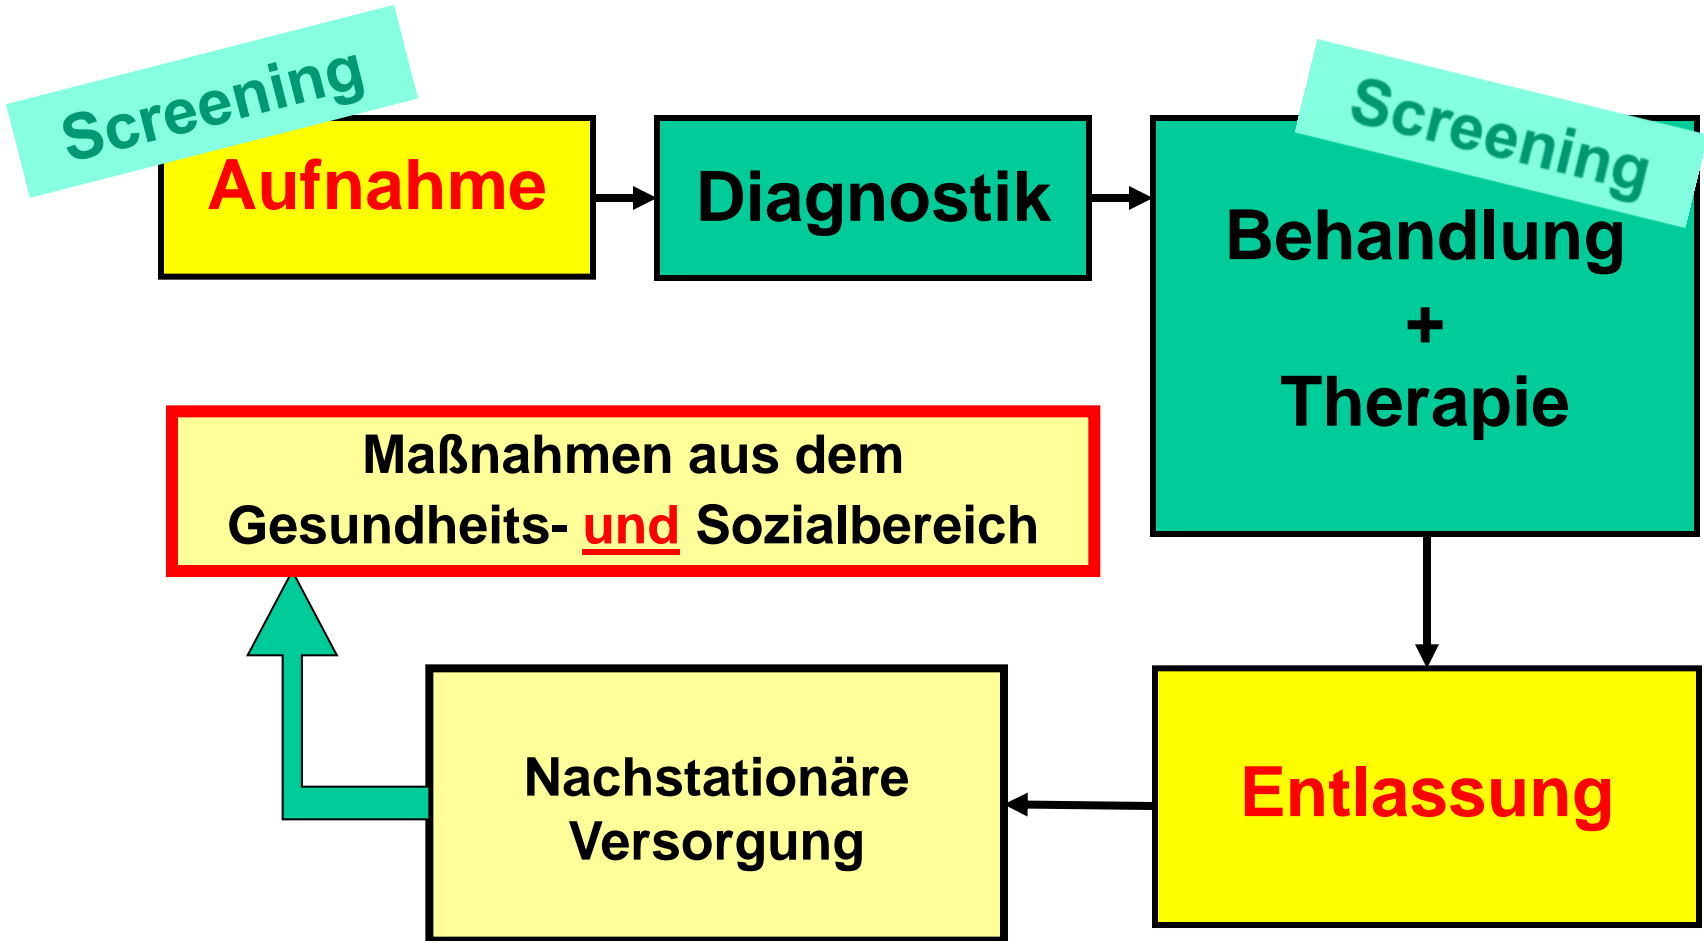 Screening
Aufnahme
Diagnostik
Screening
Behandlung
+
Therapie
Maßnahmen aus dem
Gesundheits- und Sozialbereich
Nachstationäre
Versorgung
Entlassung